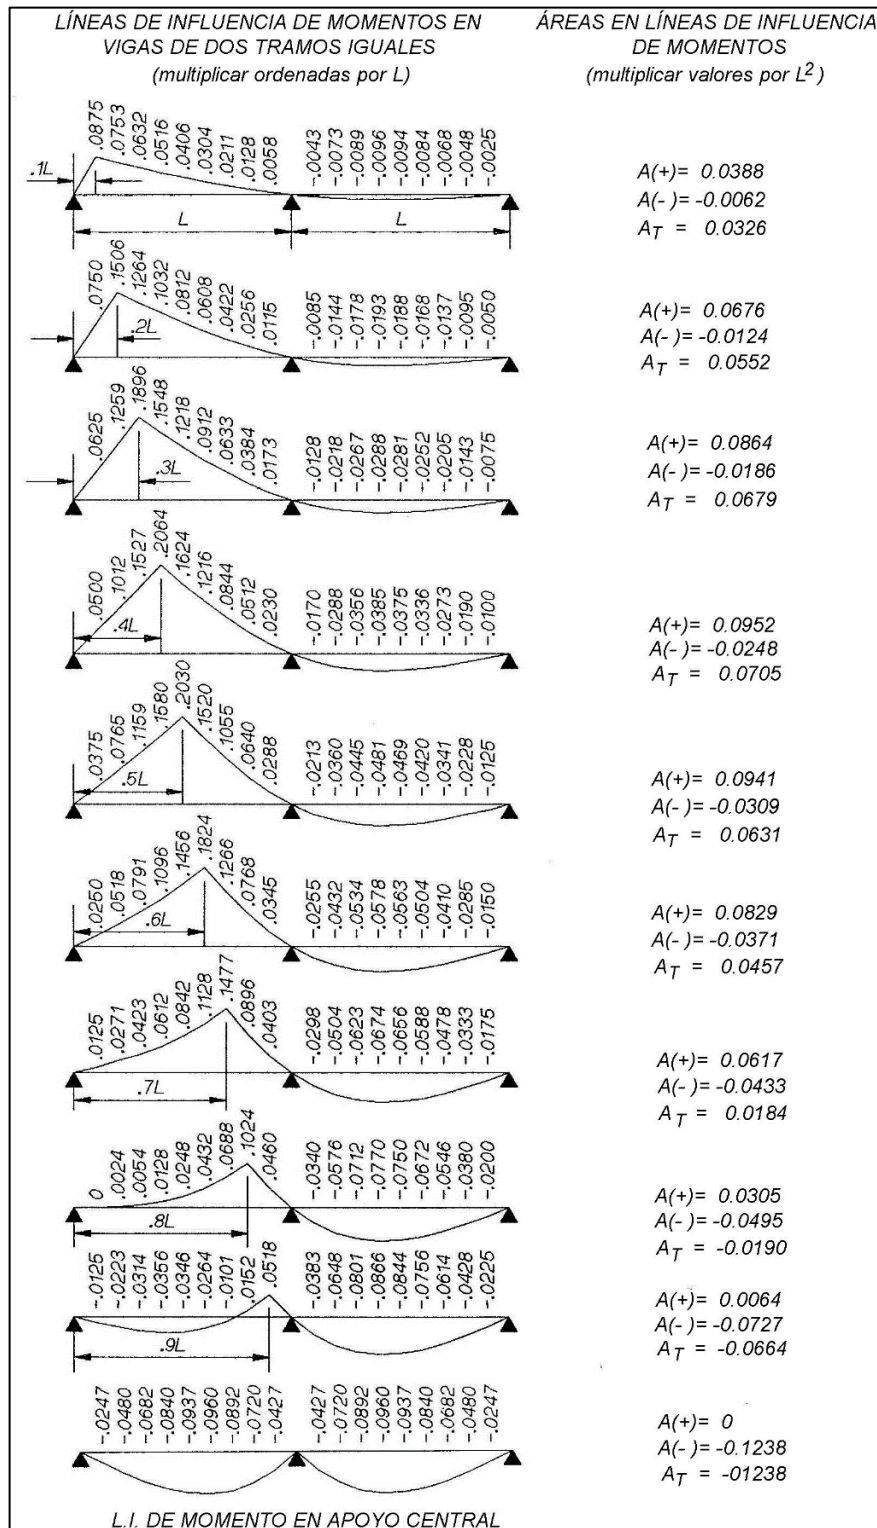 LÍNEAS DE INFLUENCIA DE MOMENTOS EN
VIGAS DE DOS TRAMOS IGUALES
(multiplicar ordenadas por L)
ÁREAS EN LÍNEAS DE INFLUENCIA
DE MOMENTOS
(multiplicar valores por L²)
.0875 .0753 .0632 .0516 .0406 .0304 .0211 .0128 .0058 -.0043 -.0073 -.0089 -.0096 -.0094 -.0084 -.0068 -.0048 -.0025
.1L
L L
A(+)= 0.0388
A(-)= -0.0062
A_T = 0.0326
.0750 .1506 .1264 .1032 .0812 .0608 .0422 .0256 .0115 -.0085 -.0144 -.0178 -.0193 -.0188 -.0168 -.0137 -.0095 -.0050
.2L
A(+)= 0.0676
A(-)= -0.0124
A_T = 0.0552
.0625 .1259 .1896 .1548 .1218 .0912 .0633 .0384 .0173 -.0128 -.0218 -.0267 -.0288 -.0281 -.0252 -.0205 -.0143 -.0075
.3L
A(+)= 0.0864
A(-)= -0.0186
A_T = 0.0679
.0500 .1012 .1527 .2064 .1624 .1216 .0844 .0512 .0230 -.0170 -.0288 -.0356 -.0385 -.0375 -.0336 -.0273 -.0190 -.0100
.4L
A(+)= 0.0952
A(-)= -0.0248
A_T = 0.0705
.0375 .0765 .1159 .1580 .2030 .1520 .1055 .0640 .0288 -.0213 -.0360 -.0445 -.0481 -.0469 -.0420 -.0341 -.0228 -.0125
.5L
A(+)= 0.0941
A(-)= -0.0309
A_T = 0.0631
.0250 .0518 .0791 .1096 .1456 .1824 .1266 .0768 .0345 -.0255 -.0432 -.0534 -.0578 -.0563 -.0504 -.0410 -.0285 -.0150
.6L
A(+)= 0.0829
A(-)= -0.0371
A_T = 0.0457
.0125 .0271 .0423 .0612 .0842 .1128 .1477 .0896 .0403 -.0298 -.0504 -.0623 -.0674 -.0656 -.0588 -.0478 -.0333 -.0175
.7L
A(+)= 0.0617
A(-)= -0.0433
A_T = 0.0184
0 .0024 .0054 .0128 .0248 .0432 .0688 .1024 .0460 -.0340 -.0576 -.0712 -.0770 -.0750 -.0672 -.0546 -.0380 -.0200
.8L
A(+)= 0.0305
A(-)= -0.0495
A_T = -0.0190
-.0125 -.0223 -.0314 -.0356 -.0346 -.0264 -.0101 .0152 .0518 -.0383 -.0648 -.0801 -.0866 -.0844 -.0756 -.0614 -.0428 -.0225
.9L
A(+)= 0.0064
A(-)= -0.0727
A_T = -0.0664
-.0247 -.0480 -.0682 -.0840 -.0937 -.0960 -.0892 -.0720 -.0427 -.0427 -.0720 -.0892 -.0960 -.0937 -.0840 -.0682 -.0480 -.0247
A(+)= 0
A(-)= -0.1238
A_T = -01238
L.I. DE MOMENTO EN APOYO CENTRAL